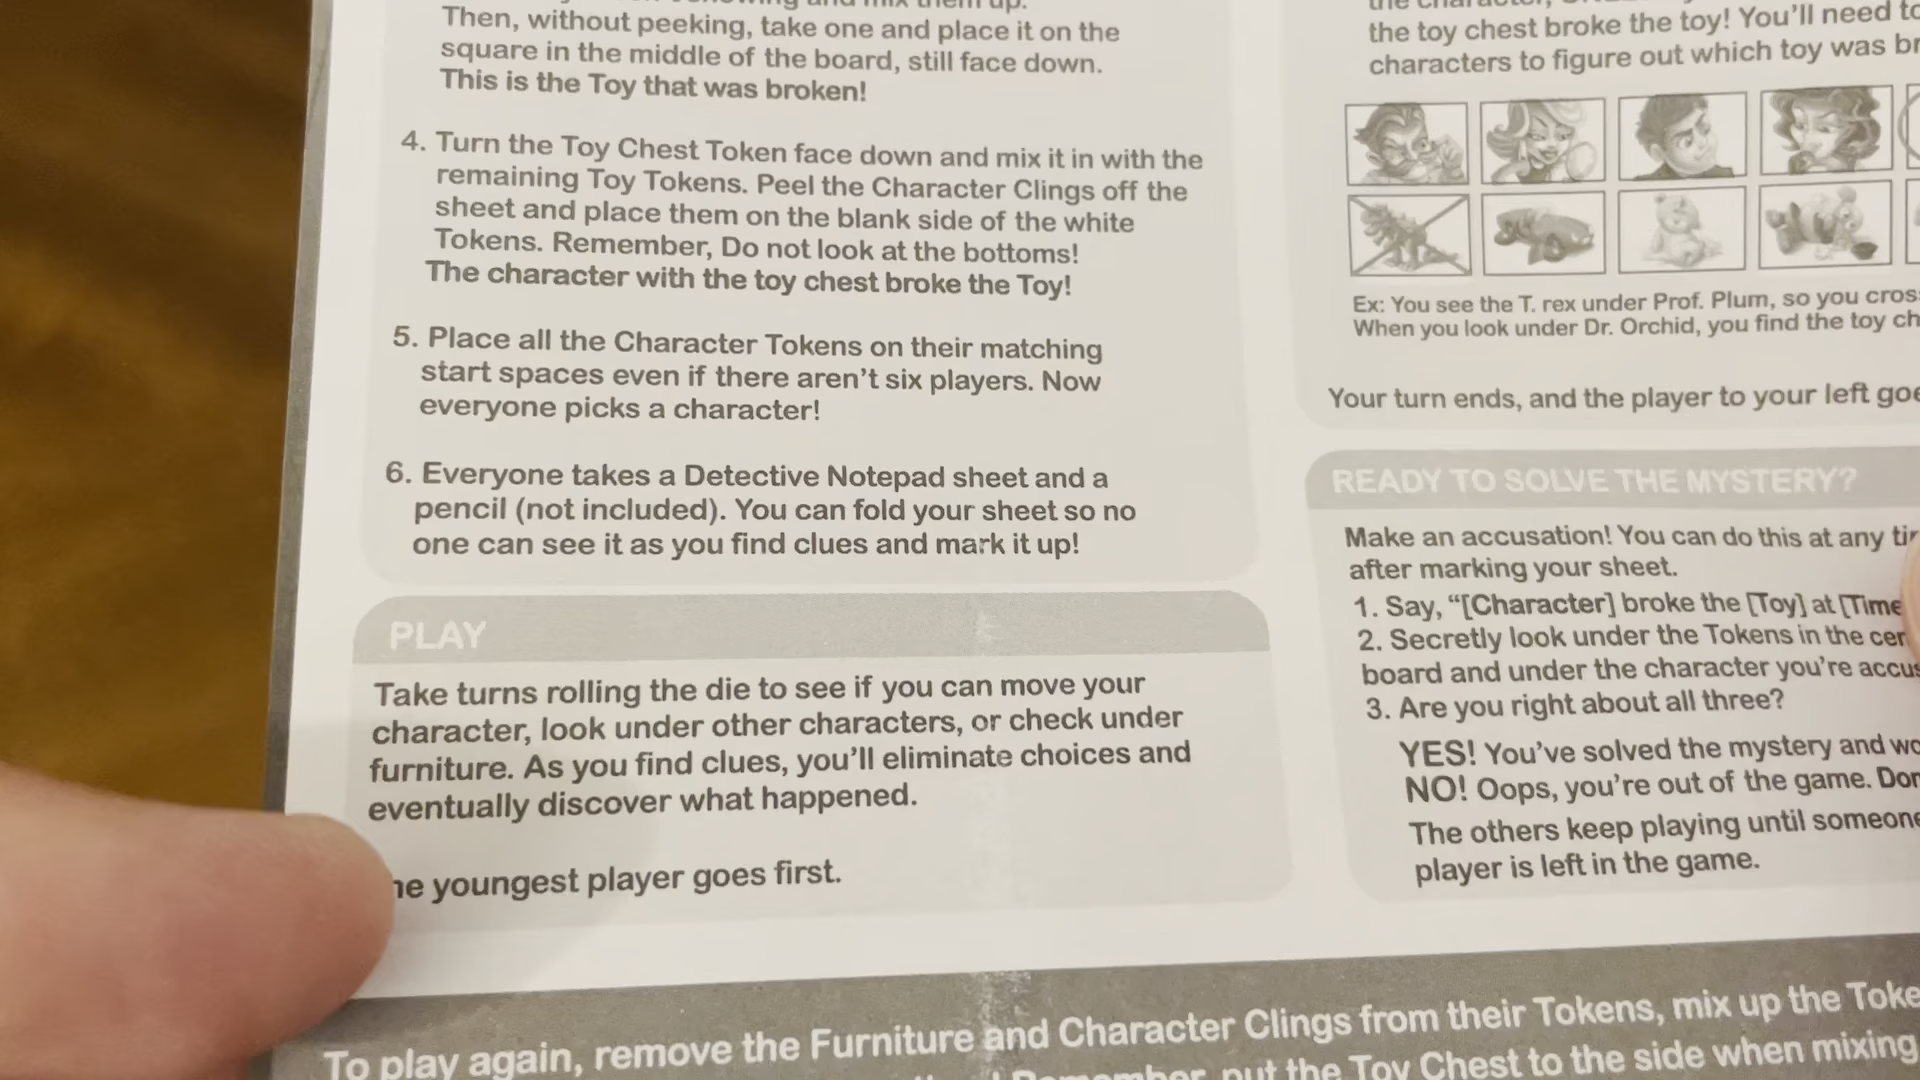 Then, without peeking, take one and place it on the
square in the middle of the board, still face down.
This is the Toy that was broken!
4. Turn the Toy Chest Token face down and mix it in with the
remaining Toy Tokens. Peel the Character Clings off the
sheet and place them on the blank side of the white
Tokens. Remember, Do not look at the bottoms!
The character with the toy chest broke the Toy!
5. Place all the Character Tokens on their matching
start spaces even if there aren't six players. Now
everyone picks a character!
6. Everyone takes a Detective Notepad sheet and a
pencil (not included). You can fold your sheet so no
one can see it as you find clues and mark it up!
PLAY
Take turns rolling the die to see if you can move your
character, look under other characters, or check under
furniture. As you find clues, you'll eliminate choices and
eventually discover what happened.
youngest player goes first.
the toy chest broke the toy! You'll need to
characters to figure out which toy was
Ex: You see the T. rex under Prof. Plum, so you
When you look under Dr. Orchid, you find the toy
Your turn ends, and the player to your left
READY TO SOLVE THE MYSTERY?
Make an accusation! You can do this at any
after marking your sheet.
1. Say, "[Character] broke the [Toy] at [Time
2. Secretly look under the Tokens in the
board and under the character you're
3. Are you right about all three?
YES! You've solved the mystery and
NO! Oops, you're out of the game.
The others keep playing until
player is left in the game.
To play again, remove the Furniture and Character Clings from their Tokens, mix up the
put the Toy Chest to the side when mixing